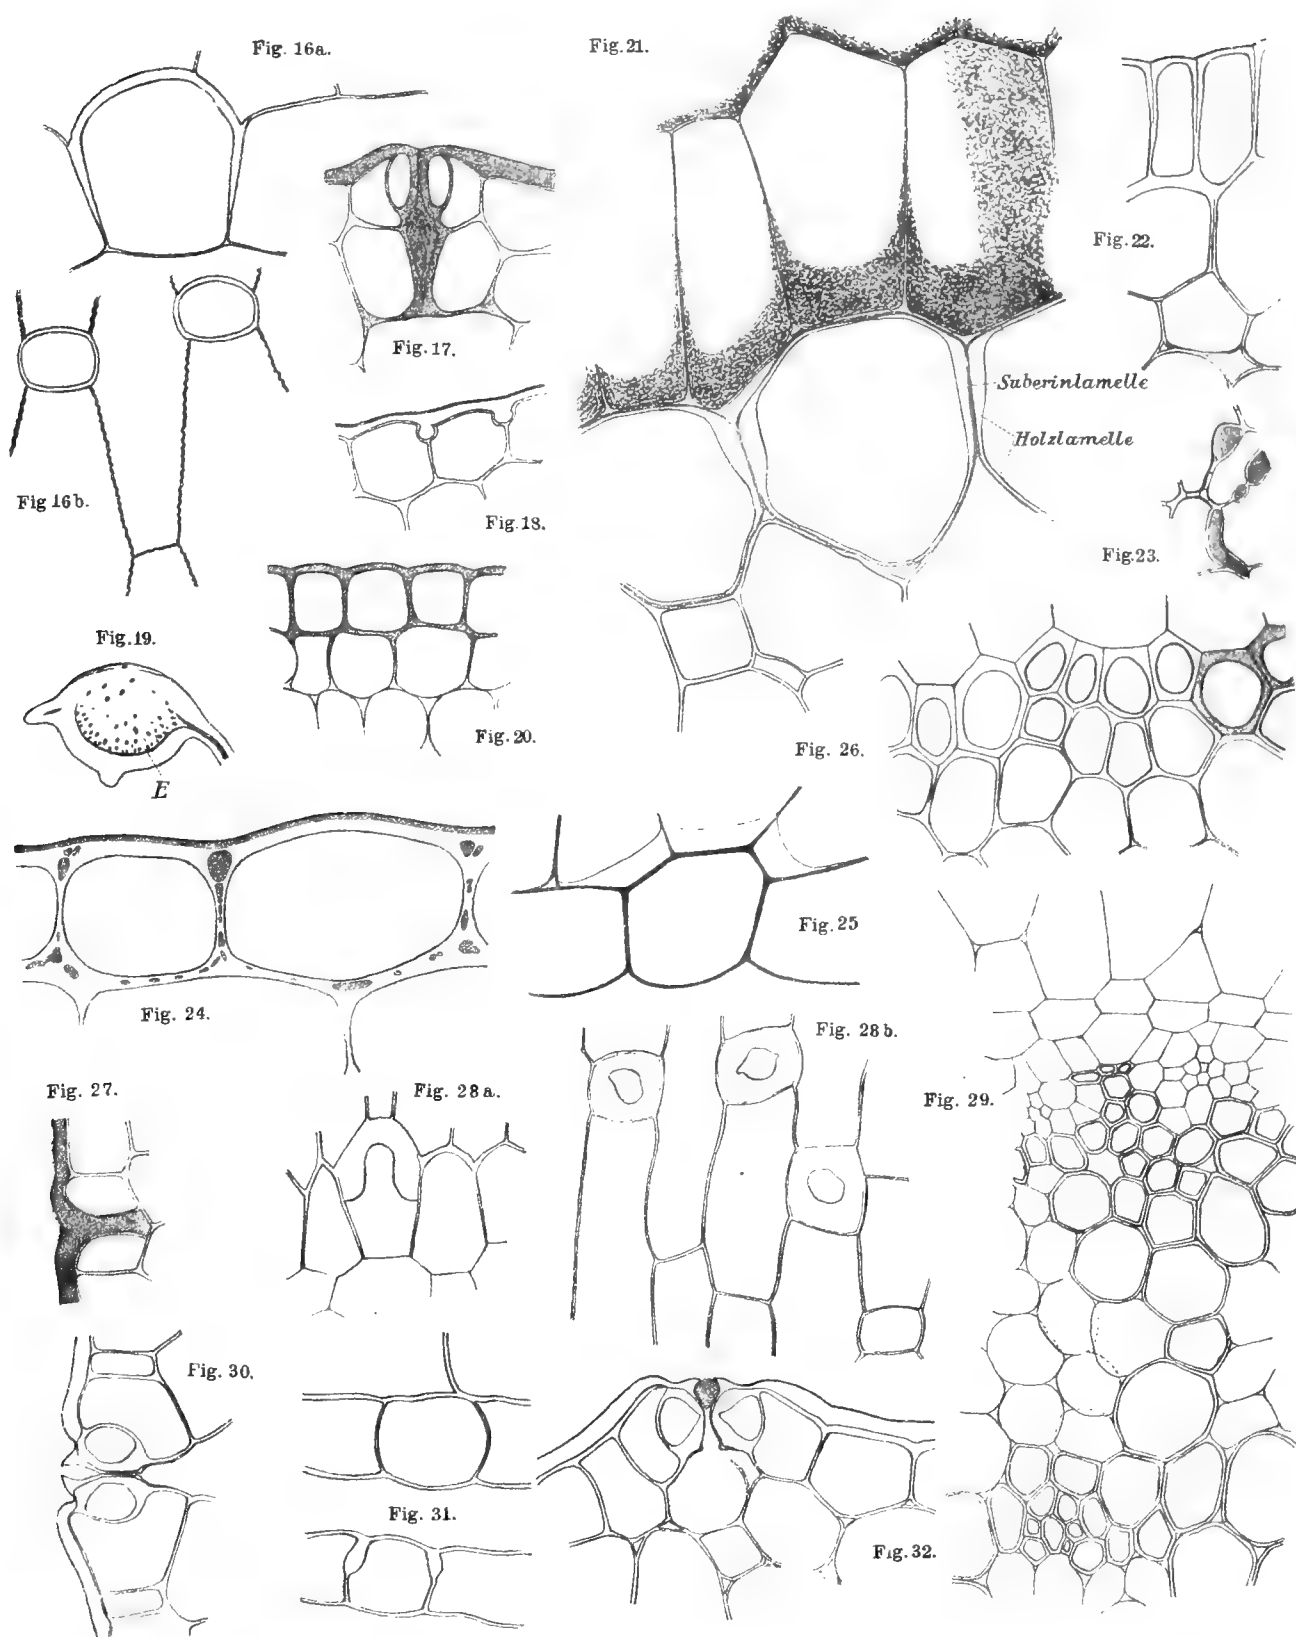 Fig. 16a.
Fig. 21.
Fig. 22.
Fig. 17.
Suberinlamelle
Holzlamelle
Fig 16b.
Fig. 18.
Fig. 23.
Fig. 19.
E
Fig. 20.
Fig. 26.
Fig. 25
Fig. 24.
Fig. 28b.
Fig. 27.
Fig. 28a.
Fig. 29.
Fig. 30.
Fig. 31.
Fig. 32.